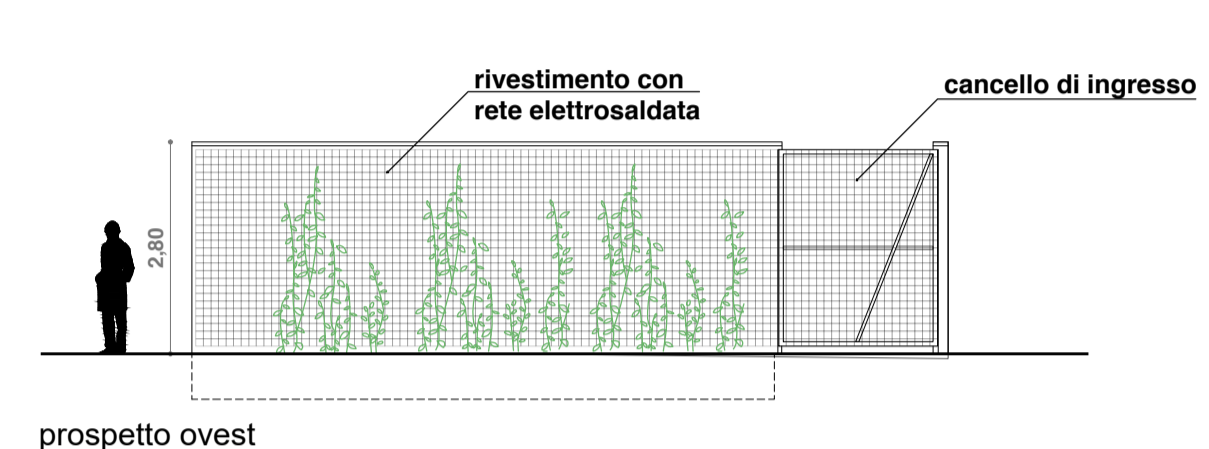 rivestimento con
rete elettrosaldata
cancello di ingresso
2,80
prospetto ovest